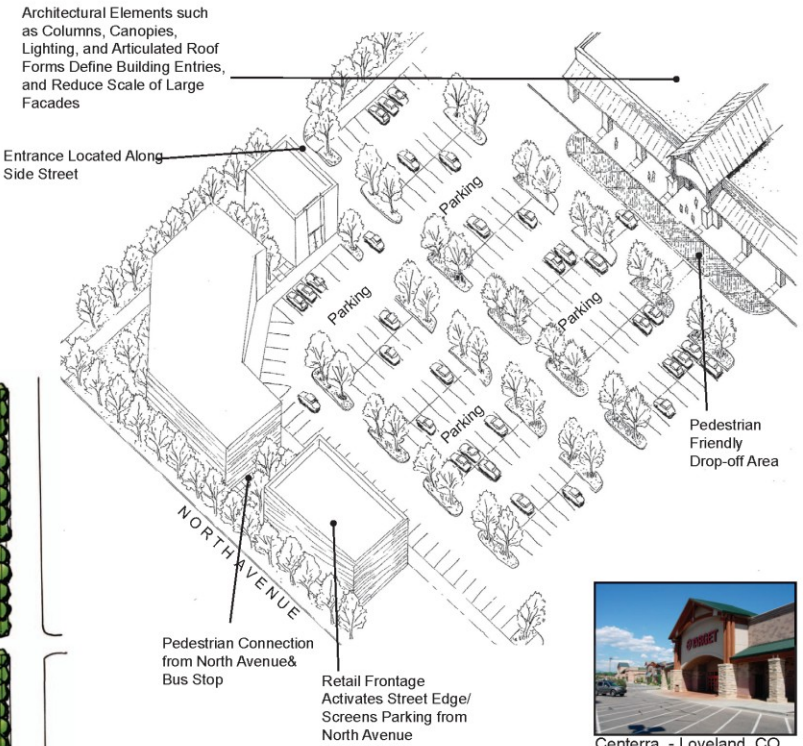 Architectural Elements such
as Columns, Canopies,
Lighting, and Articulated Roof
Forms Define Building Entries,
and Reduce Scale of Large
Facades
Entrance Located Along
Side Street
Parking
Parking
Parking
Parking
Pedestrian
Friendly
Drop-off Area
NORTH AVENUE
Pedestrian Connection
from North Avenue&
Bus Stop
Retail Frontage
Activates Street Edge/
Screens Parking from
North Avenue
TARGET
Centerra - Loveland, CO